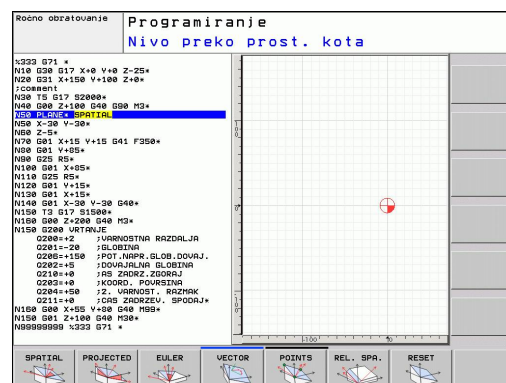 Ročno obratovanje
Programiranje
Nivo preko prost. kota
%333 G71 *
N10 G30 G17 X+0 Y+0 Z-25*
N20 G31 X+150 Y+100 Z+0*
;comment
N30 T5 G17 S2000*
N40 G00 Z+100 G40 G90 M3*
N50 PLANE* SPATIAL
N50 X-30 Y-30*
N60 Z-5*
N70 G01 X+15 Y+15 G41 F350*
N80 G01 Y+85*
N90 G25 R5*
N100 G01 X+85*
N110 G25 R5*
N120 G01 Y+15*
N130 G01 X+15*
N140 G01 X-30 Y-30 G40*
N150 T3 G17 S1500*
N160 G00 Z+200 G40 M3*
N150 G200 VRTANJE
Q200=+2 ;VARNOSTNA RAZDALJA
Q201=-20 ;GLOBINA
Q206=+150 ;POT.NAPR.GLOB.DOVAJ.
Q202=+5 ;DOVAJALNA GLOBINA
Q210=+0 ;AS ZADRZ.ZGORAJ
Q203=+0 ;KOORD. POVRSINA
Q204=+50 ;2. VARNOST. RAZMAK
Q211=+0 ;CAS ZADRZEV. SPODAJ*
N160 G00 X+55 Y+80 G40 M99*
N150 G01 Z+100 G40 M30*
N99999999 %333 G71 *
-100
SPATIAL
PROJECTED
EULER
VECTOR
POINTS
REL. SPA.
RESET